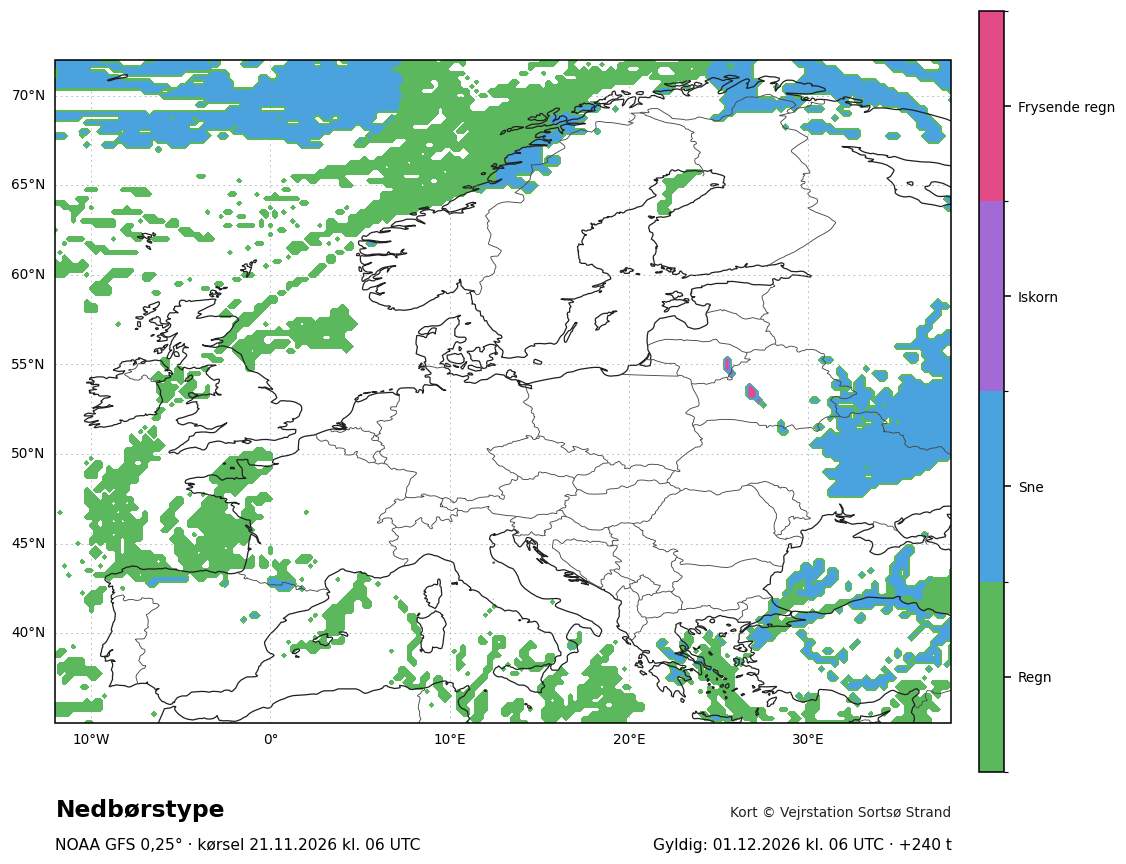 Frysende regn
Iskorn
Sne
Regn
70°N
65°N
60°N
55°N
50°N
45°N
40°N
10°W
0°
10°E
20°E
30°E
Nedbørstype
Kort © Vejrstation Sortsø Strand
NOAA GFS 0,25° · kørsel 21.11.2026 kl. 06 UTC
Gyldig: 01.12.2026 kl. 06 UTC · +240 t